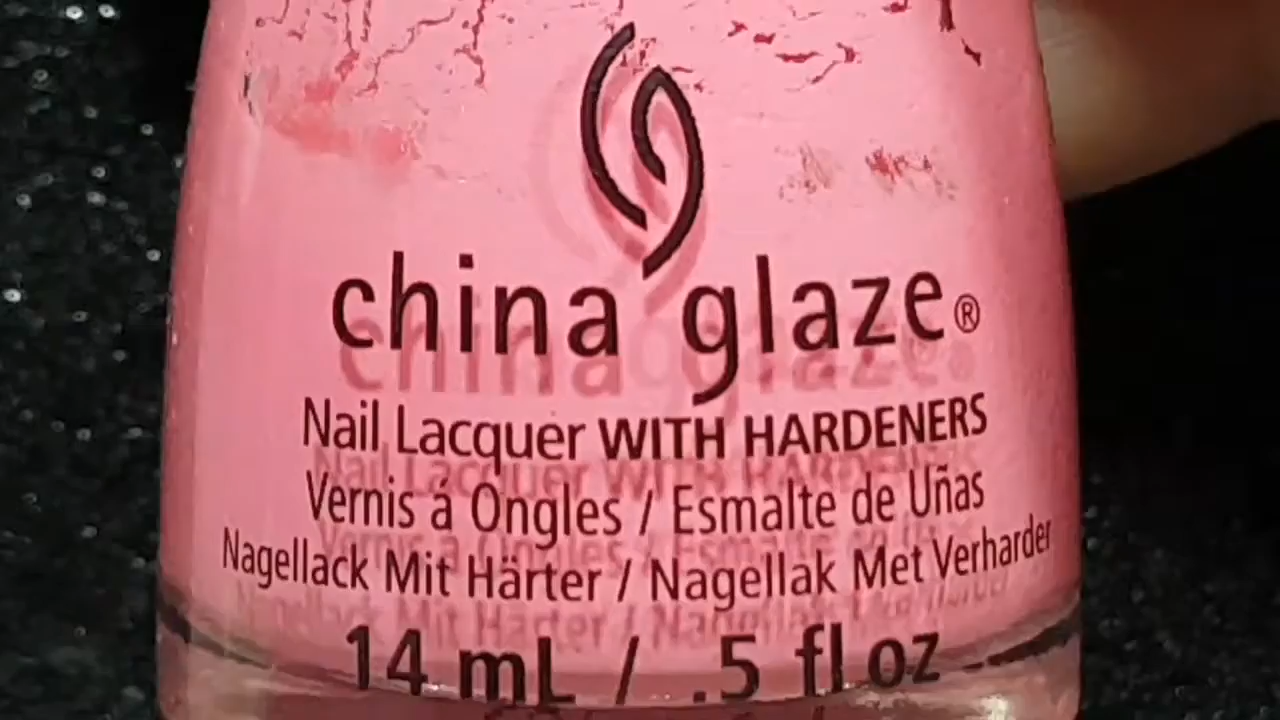 china glaze®
Nail Lacquer WITH HARDENERS
Vernis á Ongles / Esmalte de Uñas
Nagellack Mit Härter / Nagellak Met Verharder
14 mL / .5 fl oz